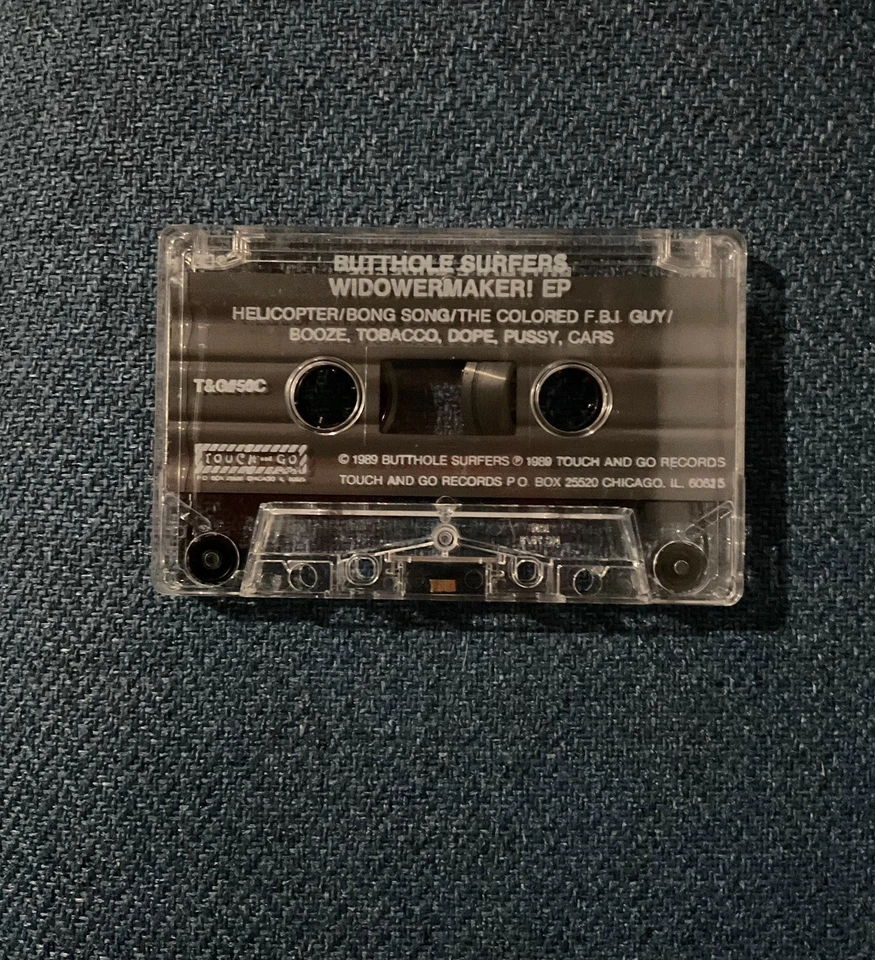 BUTTHOLE SURFERS
WIDOWERMAKER! EP
HELICOPTER/BONG SONG/THE COLORED F.B.I. GUY/
BOOZE, TOBACCO, DOPE, PUSSY, CARS
T&G#50C
TOUCH and GO
© 1989 BUTTHOLE SURFERS ℗ 1989 TOUCH AND GO RECORDS
TOUCH AND GO RECORDS P.O. BOX 25520 CHICAGO, IL. 60625